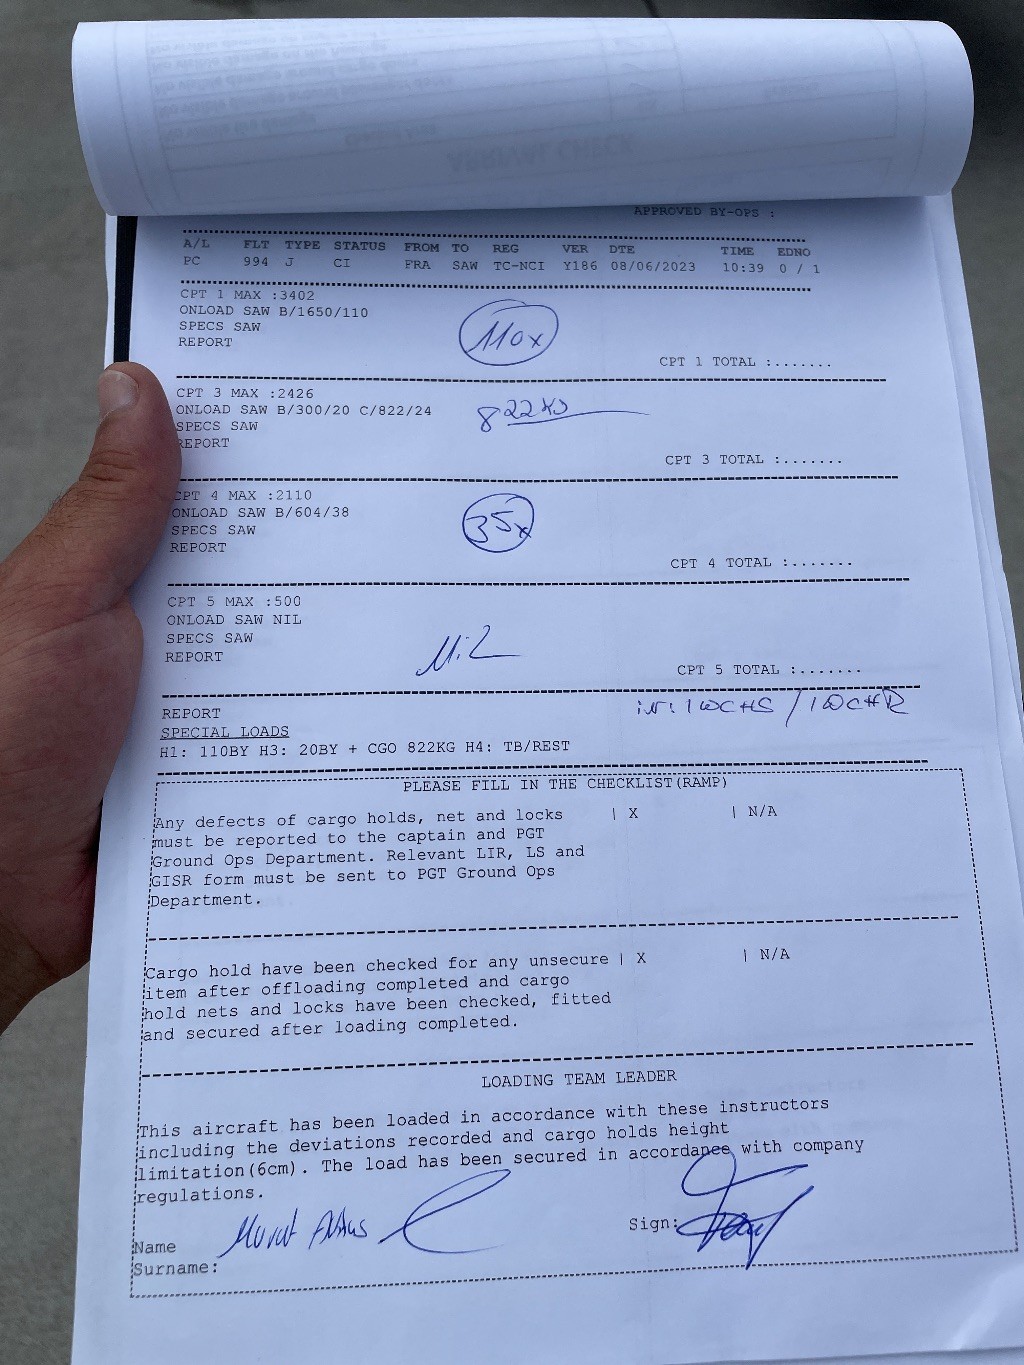 ARRIVAL CHECK
APPROVED BY-OPS :
A/L FLT TYPE STATUS FROM TO REG VER DTE TIME EDNO
PC 994 J CI FRA SAW TC-NCI Y186 08/06/2023 10:39 0 / 1
CPT 1 MAX :3402
ONLOAD SAW B/1650/110
SPECS SAW
REPORT
110x
CPT 1 TOTAL :.......
CPT 3 MAX :2426
ONLOAD SAW B/300/20 C/822/24
SPECS SAW
REPORT
822KG
CPT 3 TOTAL :.......
CPT 4 MAX :2110
ONLOAD SAW B/604/38
SPECS SAW
REPORT
35x
CPT 4 TOTAL :.......
CPT 5 MAX :500
ONLOAD SAW NIL
SPECS SAW
REPORT
NiL
CPT 5 TOTAL :.......
REPORT
1WCHS / 1WCHR
SPECIAL LOADS
H1: 110BY H3: 20BY + CGO 822KG H4: TB/REST
PLEASE FILL IN THE CHECKLIST(RAMP)
Any defects of cargo holds, net and locks | X | N/A
must be reported to the captain and PGT
Ground Ops Department. Relevant LIR, LS and
GISR form must be sent to PGT Ground Ops
Department.
Cargo hold have been checked for any unsecure | X | N/A
item after offloading completed and cargo
hold nets and locks have been checked, fitted
and secured after loading completed.
LOADING TEAM LEADER
This aircraft has been loaded in accordance with these instructors
including the deviations recorded and cargo holds height
limitation(6cm). The load has been secured in accordance with company
regulations.
Name Murat
Surname:
Sign: